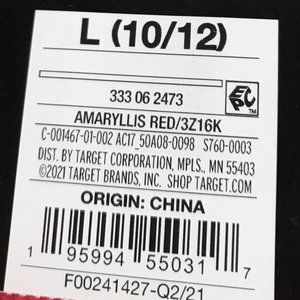 L (10/12)
333 06 2473
EPC
AMARYLLIS RED/3Z16K
C-001467-01-002 AC17_50A08-0098 S760-0003
DIST. BY TARGET CORPORATION, MPLS., MN 55403
©2021 TARGET BRANDS, INC. SHOP TARGET.COM
ORIGIN: CHINA
1 95994 55031 7
F00241427-Q2/21